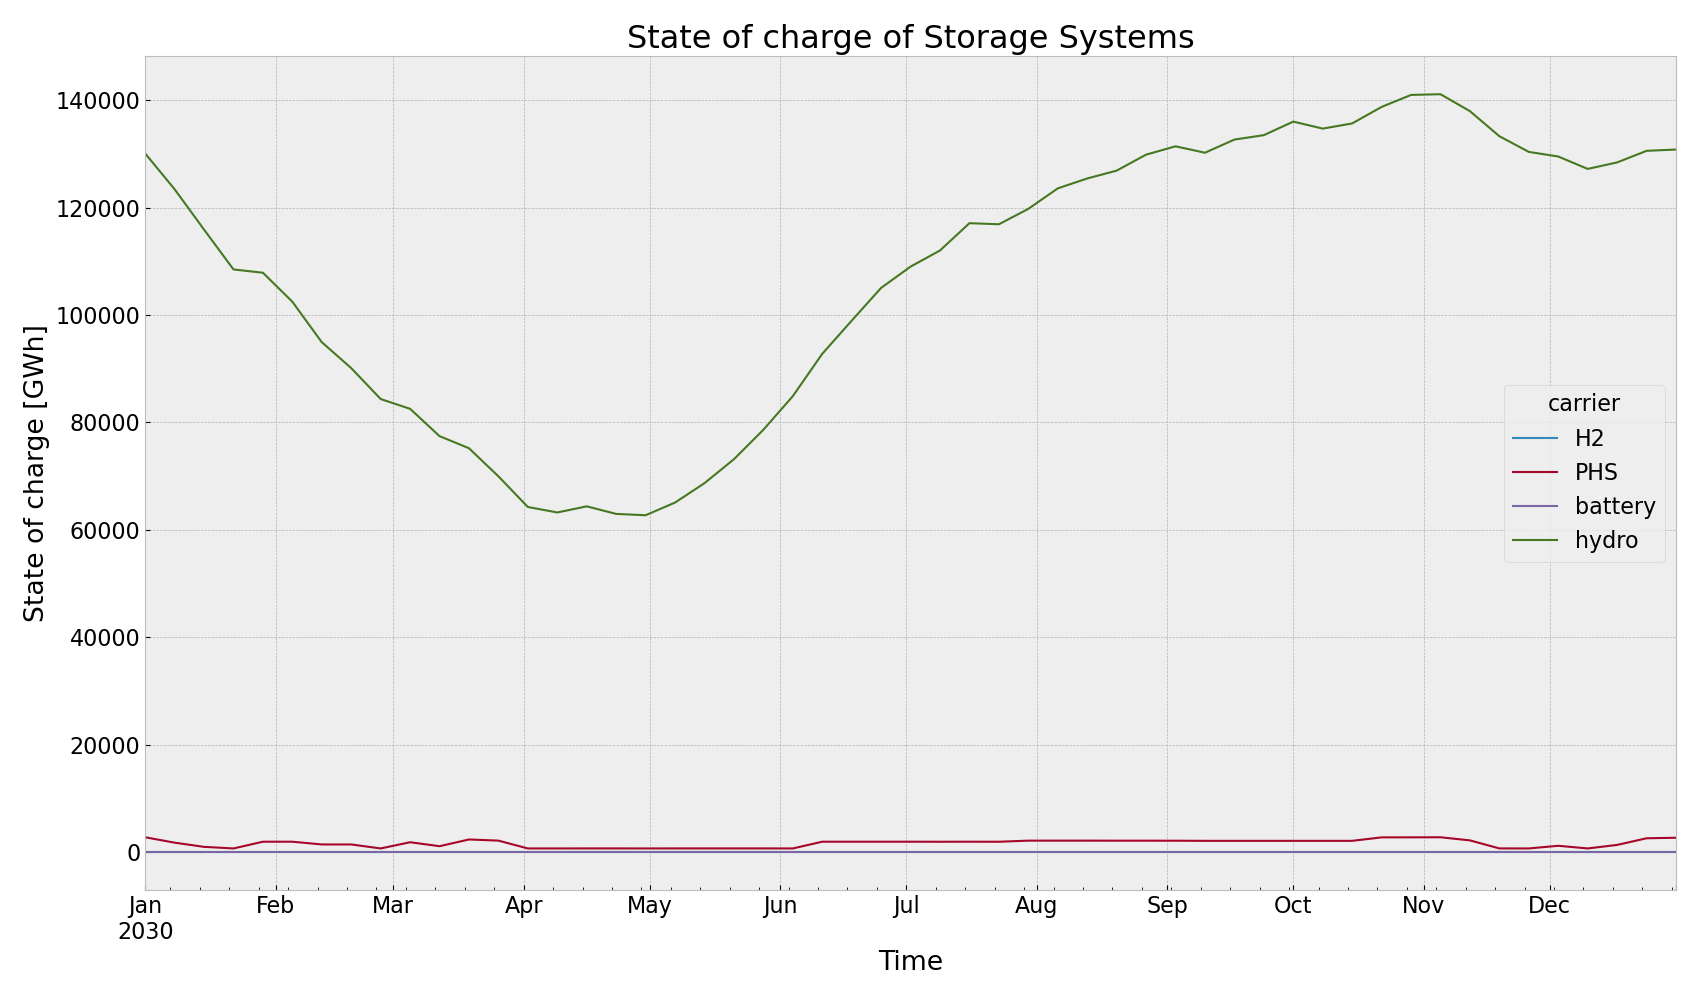 State of charge of Storage Systems
State of charge [GWh]
140000
120000
100000
80000
60000
40000
20000
0
carrier
H2
PHS
battery
hydro
Jan Feb Mar Apr May Jun Jul Aug Sep Oct Nov Dec
2030
Time